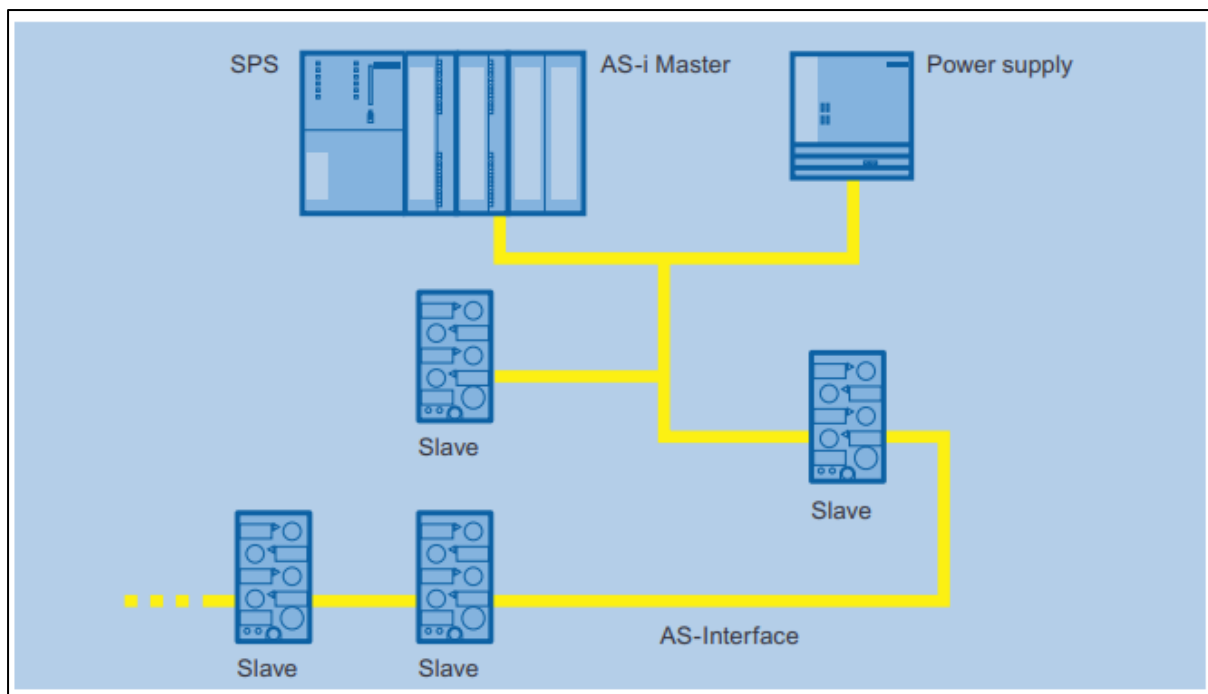 SPS
AS-i Master
Power supply
Slave
Slave
AS-Interface
Slave
Slave